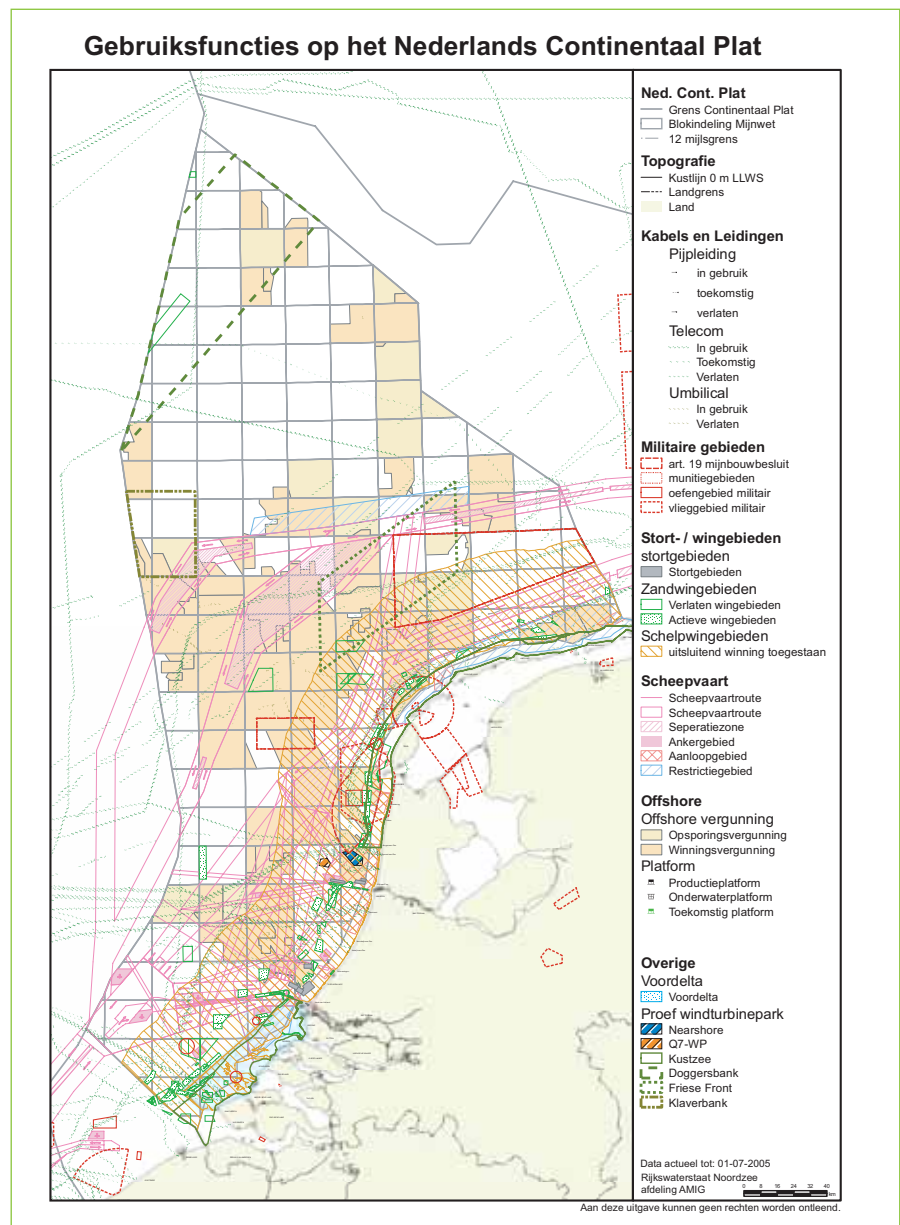 Gebruiksfuncties op het Nederlands Continentaal Plat
Ned. Cont. Plat
Grens Continentaal Plat
Blokindeling Mijnwet
12 mijlsgrens
Topografie
Kustlijn 0 m LLWS
Landgrens
Land
Kabels en Leidingen
Pijpleiding
in gebruik
toekomstig
verlaten
Telecom
In gebruik
Toekomstig
Verlaten
Umbilical
In gebruik
Verlaten
Militaire gebieden
art. 19 mijnbouwbesluit
munitiegebieden
oefengebied militair
vlieggebied militair
Stort- / wingebieden
stortgebieden
Stortgebieden
Zandwingebieden
Verlaten wingebieden
Actieve wingebieden
Schelpwingebieden
uitsluitend winning toegestaan
Scheepvaart
Scheepvaartroute
Scheepvaartroute
Seperatiezone
Ankergebied
Aanloopgebied
Restrictiegebied
Offshore
Offshore vergunning
Opsporingsvergunning
Winningsvergunning
Platform
Productieplatform
Onderwaterplatform
Toekomstig platform
Overige
Voordelta
Voordelta
Proef windturbinepark
Nearshore
Q7-WP
Kustzee
Doggersbank
Friese Front
Klaverbank
Data actueel tot: 01-07-2005
Rijkswaterstaat Noordzee
afdeling AMIG
0 8 16 24 32 40
km
Aan deze uitgave kunnen geen rechten worden ontleend.